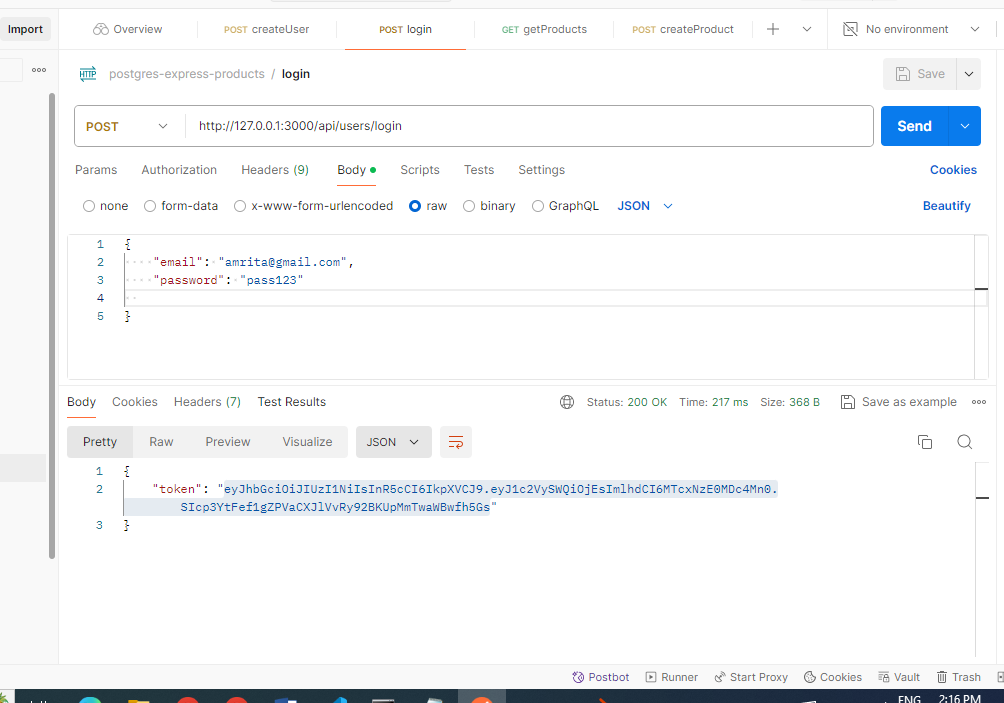 Import
Overview
POST createUser
POST login
GET getProducts
POST createProduct
No environment
HTTP postgres-express-products / login
Save
POST
http://127.0.0.1:3000/api/users/login
Send
Params Authorization Headers (9) Body Scripts Tests Settings Cookies
none form-data x-www-form-urlencoded raw binary GraphQL JSON Beautify
1 {
2 "email": "amrita@gmail.com",
3 "password": "pass123"
4
5 }
Body Cookies Headers (7) Test Results Status: 200 OK Time: 217 ms Size: 368 B Save as example
Pretty Raw Preview Visualize JSON
1 {
2 "token": "eyJhbGciOiJIUzI1NiIsInR5cCI6IkpXVCJ9.eyJ1c2VySWQiOjEsImlhdCI6MTcxNzE0MDc4Mn0.
SIcp3YtFef1gZPVaCXJlVvRy92BKUpMmTwaWBwfh5Gs"
3 }
Postbot Runner Start Proxy Cookies Vault Trash
ENG 2:16 PM